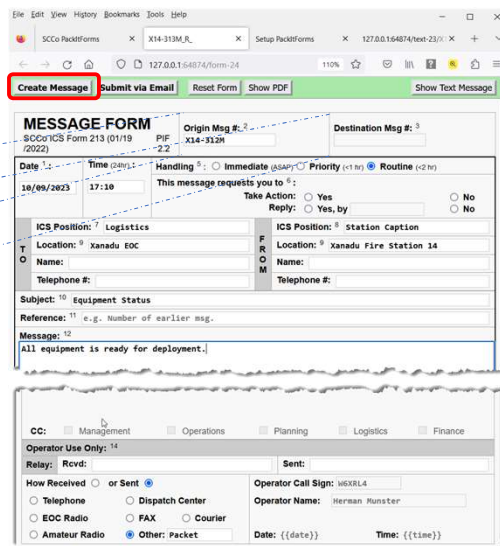 File Edit View History Bookmarks Tools Help
SCCo PackItForms × X14-313M_R_ × Setup PackItForms × 127.0.0.1:64874/text-23/X1 × +
127.0.0.1:64874/form-24 110%
Create Message Submit via Email Reset Form Show PDF Show Text Message
MESSAGE FORM
SCCo ICS Form 213 (01/19 PIF
/2022) 2.2
Origin Msg #: 2
X14-312M
Destination Msg #: 3
Date 1: Time (24hr): Handling 5: Immediate (ASAP) Priority (<1 hr) Routine (<2 hr)
10/09/2023 17:10 This message requests you to 6:
Take Action: Yes No
Reply: Yes, by No
TO
ICS Position: 7 Logistics
Location: 9 Xanadu EOC
Name:
Telephone #:
FROM
ICS Position: 8 Station Caption
Location: 9 Xanadu Fire Station 14
Name:
Telephone #:
Subject: 10 Equipment Status
Reference: 11 e.g. Number of earlier msg.
Message: 12
All equipment is ready for deployment.
CC: Management Operations Planning Logistics Finance
Operator Use Only: 14
Relay: Rcvd: Sent:
How Received or Sent Operator Call Sign: W6XRL4
Telephone Dispatch Center Operator Name: Herman Munster
EOC Radio FAX Courier
Amateur Radio Other: Packet Date: {{date}} Time: {{time}}